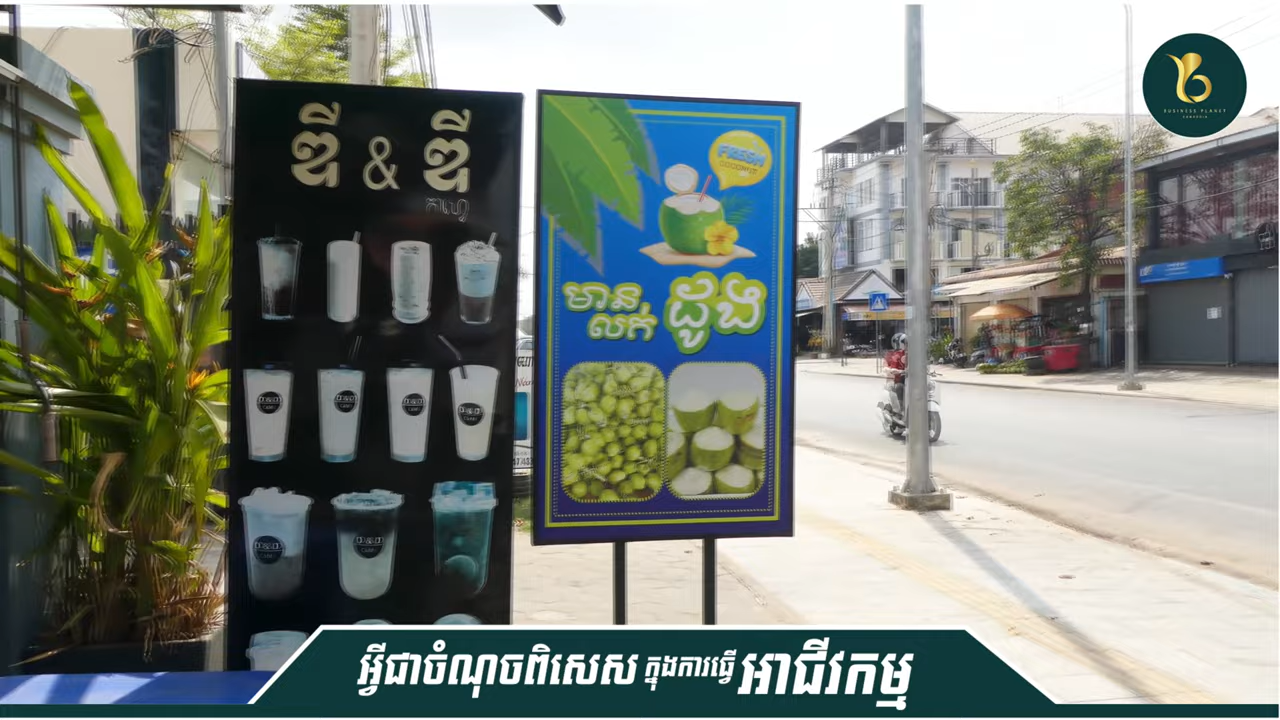 ឌី & ឌី
កាហ្វេ
FRESH
COCONUT
មាន
លក់
ដូង
BUSINESS PLANET
CAMBODIA
អ្វីជាចំណុចពិសេស ក្នុងការធ្វើ អាជីវកម្ម